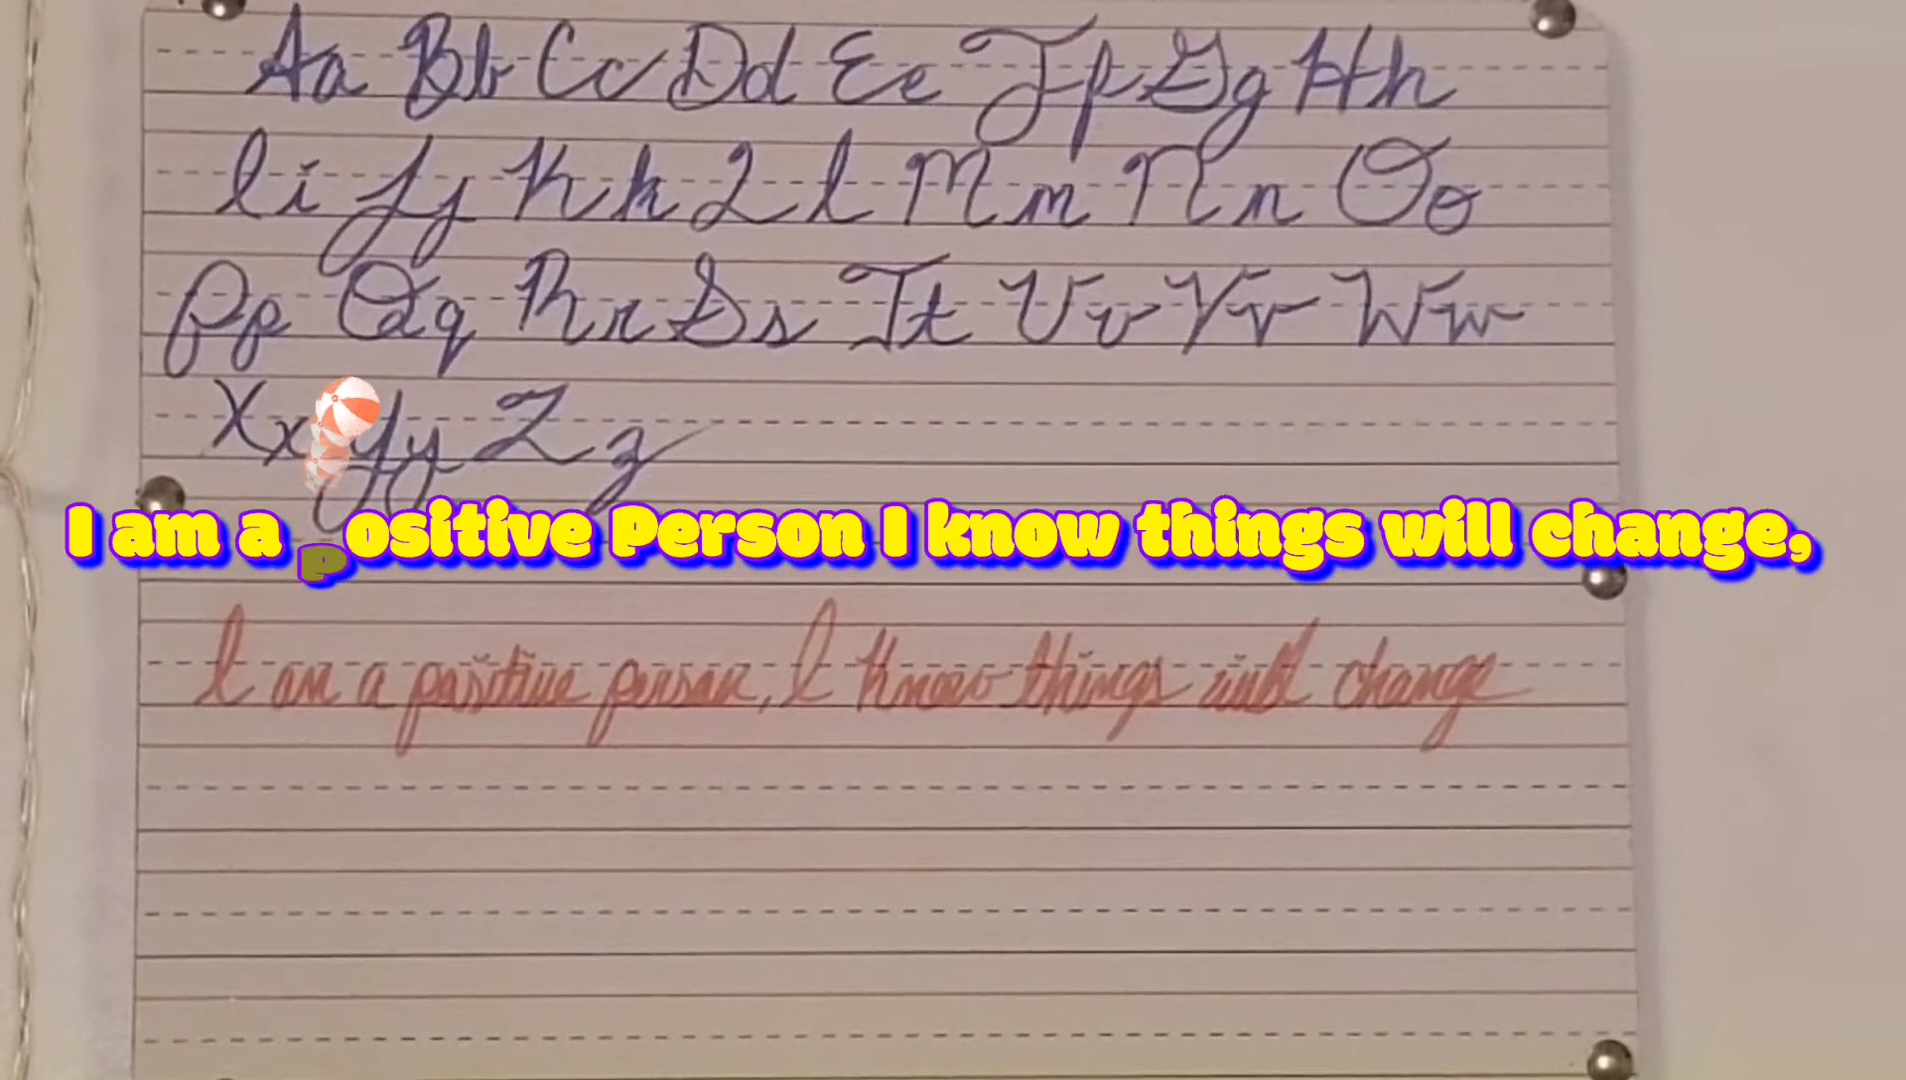 Aa Bb Cc Dd Ee Ff Gg Hh
Ii Jj Kk Ll Mm Nn Oo
Pp Qq Rr Ss Tt Uv Vv Ww
Xx Yy Zz
I am a Positive Person I know things will change,
I am a positive person, I know things will change